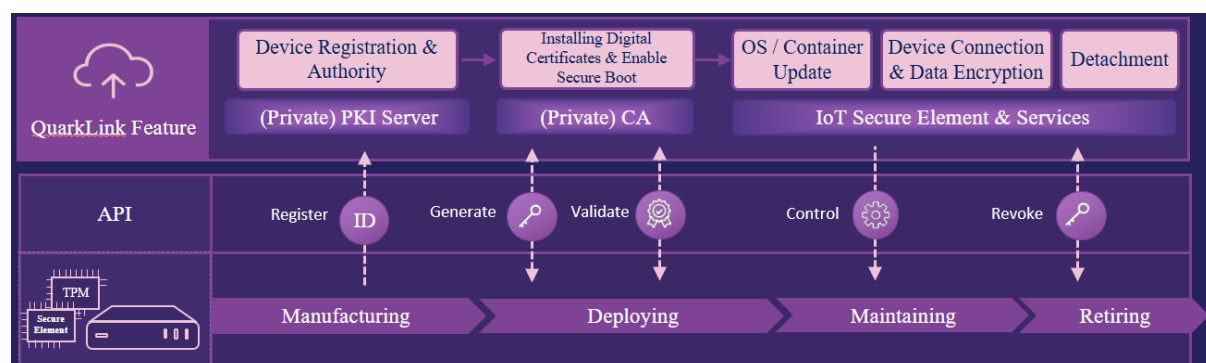 Device Registration &
Authority
Installing Digital
Certificates & Enable
Secure Boot
OS / Container
Update
Device Connection
& Data Encryption
Detachment
QuarkLink Feature
(Private) PKI Server
(Private) CA
IoT Secure Element & Services
API
Register
ID
Generate
Validate
Control
Revoke
TPM
Secure
Element
Manufacturing
Deploying
Maintaining
Retiring